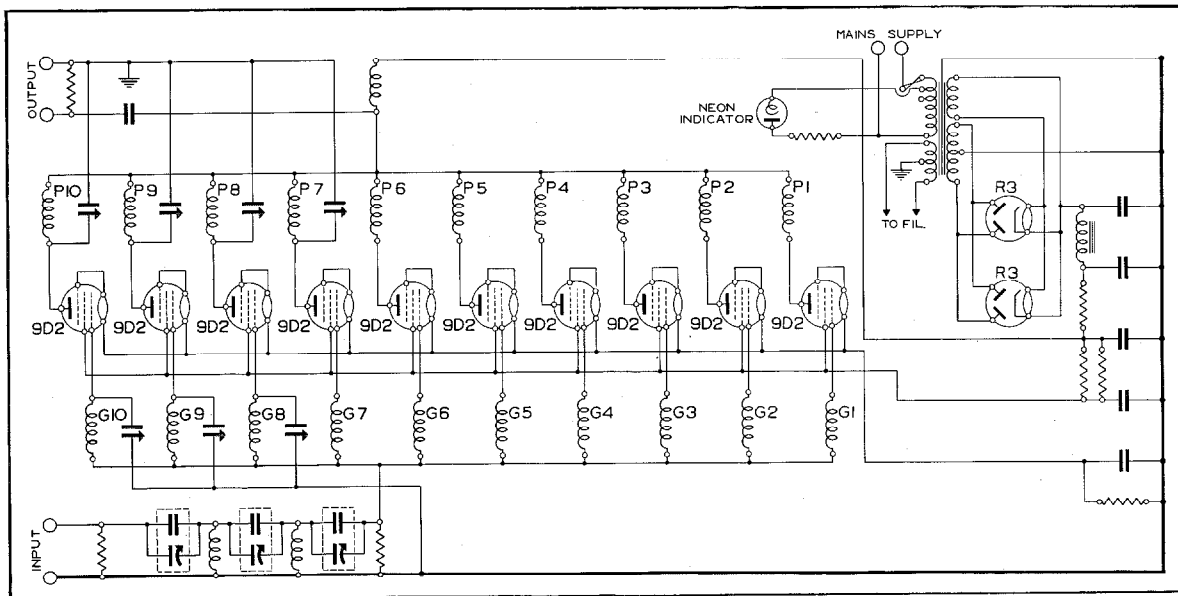 MAINS SUPPLY
OUTPUT
NEON
INDICATOR
P10 P9 P8 P7 P6 P5 P4 P3 P2 P1
TO FIL.
R3
R3
9D2 9D2 9D2 9D2 9D2 9D2 9D2 9D2 9D2 9D2
G10 G9 G8 G7 G6 G5 G4 G3 G2 G1
INPUT